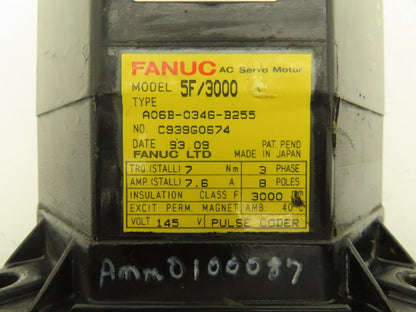 FANUC AC Servo Motor
MODEL 5F/3000
TYPE
A06B-0346-B255
NO. C939G0674
DATE 93.09 PAT. PEND
FANUC LTD MADE IN JAPAN
TRQ.(STALL) 7 Nm 3 PHASE
AMP.(STALL) 7,6 A 8 POLES
INSULATION CLASS F 3000
EXCIT PERM. MAGNET AMB 40°C
VOLT 145 V PULSE CODER
Amm0100087